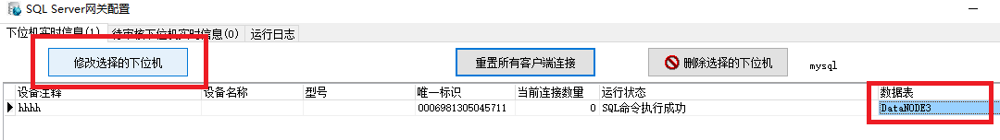 SQL Server网关配置
下位机实时信息(1) 待审核下位机实时信息(0) 运行日志
修改选择的下位机 重置所有客户端连接 删除选择的下位机 mysql
设备注释 设备名称 型号 唯一标识 当前连接数量 运行状态 数据表
hhhh 0006981305045711 0 SQL命令执行成功 DataNODE3